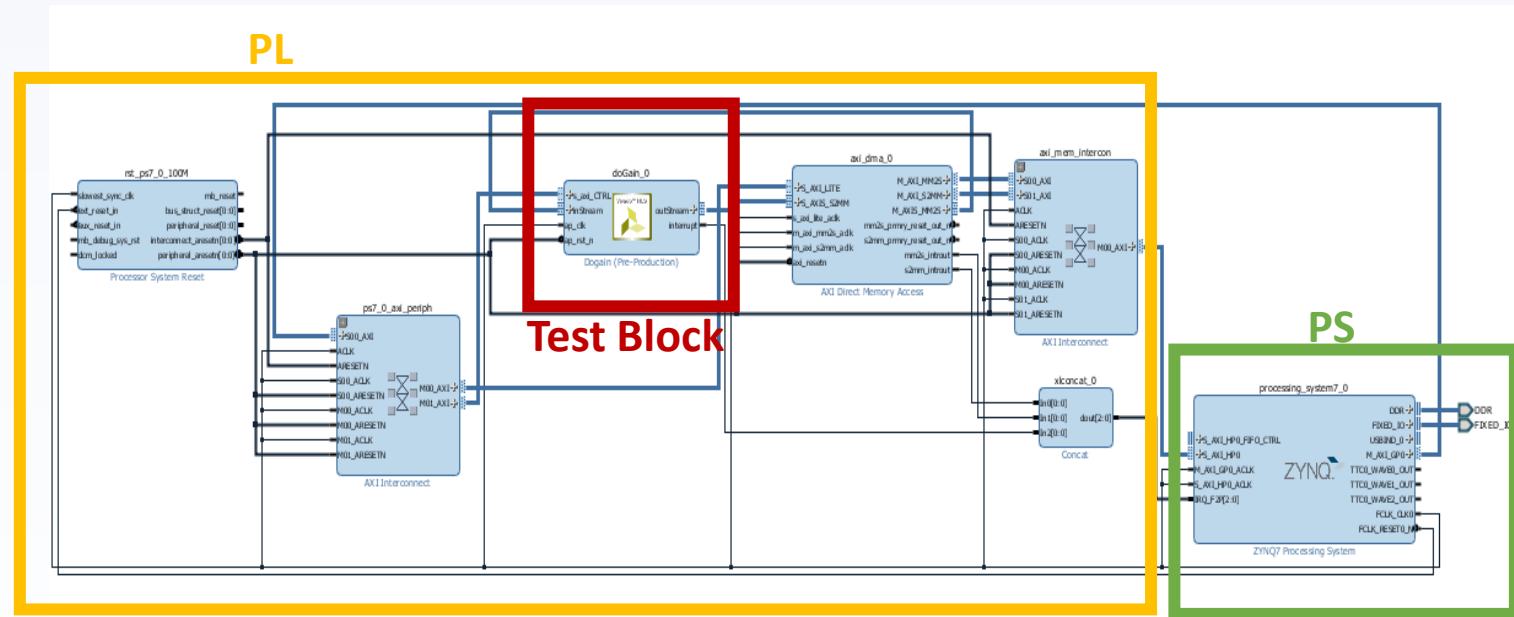 PL
rst_ps7_0_100M
slowest_sync_clk
ext_reset_in
aux_reset_in
mb_debug_sys_rst
dcm_locked
mb_reset
bus_struct_reset[0:0]
peripheral_reset[0:0]
interconnect_aresetn[0:0]
peripheral_aresetn[0:0]
Processor System Reset
ps7_0_axi_periph
S00_AXI
ACLK
ARESETN
S00_ACLK
S00_ARESETN
M00_ACLK
M00_ARESETN
M01_ACLK
M01_ARESETN
M00_AXI
M01_AXI
AXI Interconnect
doGain_0
s_axi_CTRL
inStream
ap_clk
ap_rst_n
outStream
interrupt
Dogain (Pre-Production)
Test Block
axi_dma_0
S_AXI_LITE
S_AXIS_S2MM
s_axi_lite_aclk
m_axi_mm2s_aclk
m_axi_s2mm_aclk
axi_resetn
M_AXI_MM2S
M_AXI_S2MM
M_AXIS_MM2S
mm2s_prmry_reset_out_n
s2mm_prmry_reset_out_n
mm2s_introut
s2mm_introut
AXI Direct Memory Access
axi_mem_intercon
S00_AXI
S01_AXI
ACLK
ARESETN
S00_ACLK
S00_ARESETN
M00_ACLK
M00_ARESETN
S01_ACLK
S01_ARESETN
M00_AXI
AXI Interconnect
xlconcat_0
In0[0:0]
In1[0:0]
In2[0:0]
dout[2:0]
Concat
PS
processing_system7_0
S_AXI_HP0_FIFO_CTRL
S_AXI_HP0
M_AXI_GP0_ACLK
S_AXI_HP0_ACLK
IRQ_F2P[2:0]
ZYNQ
DDR
FIXED_IO
USBIND_0
M_AXI_GP0
TTC0_WAVE0_OUT
TTC0_WAVE1_OUT
TTC0_WAVE2_OUT
FCLK_CLK0
FCLK_RESET0_N
ZYNQ7 Processing System
DDR
FIXED_IO